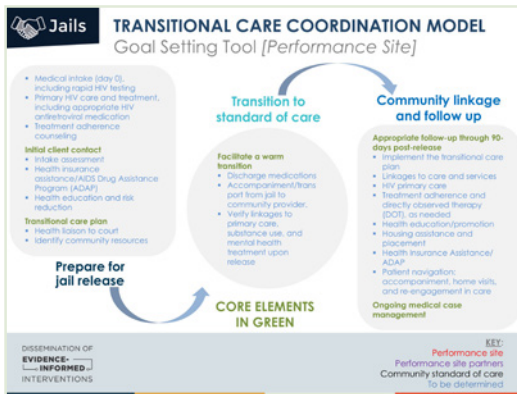 Jails
TRANSITIONAL CARE COORDINATION MODEL
Goal Setting Tool [Performance Site]
• Medical intake (day 0),
including rapid HIV testing
• Primary HIV care and treatment,
including appropriate HIV
antiretroviral medication
• Treatment adherence
counseling
Initial client contact
• Intake assessment
• Health insurance
assistance/AIDS Drug Assistance
Program (ADAP)
• Health education and risk
reduction
Transitional care plan
• Health liaison to court
• Identify community resources
Prepare for
jail release
Transition to
standard of care
Facilitate a warm
transition
• Discharge medications
• Accompaniment/trans
port from jail to
community provider.
• Verify linkages to
primary care,
substance use, and
mental health
treatment upon
release
CORE ELEMENTS
IN GREEN
Community linkage
and follow up
Appropriate follow-up through 90-
days post-release
• Implement the transitional care
plan
• Linkages to care and services
• HIV primary care
• Treatment adherence and
directly observed therapy
(DOT), as needed
• Health education/promotion
• Housing assistance and
placement
• Health Insurance Assistance/
ADAP
• Patient navigation:
accompaniment, home visits,
and re-engagement in care
Ongoing medical case
management
DISSEMINATION OF
EVIDENCE-
INFORMED
INTERVENTIONS
KEY:
Performance site
Performance site partners
Community standard of care
To be determined